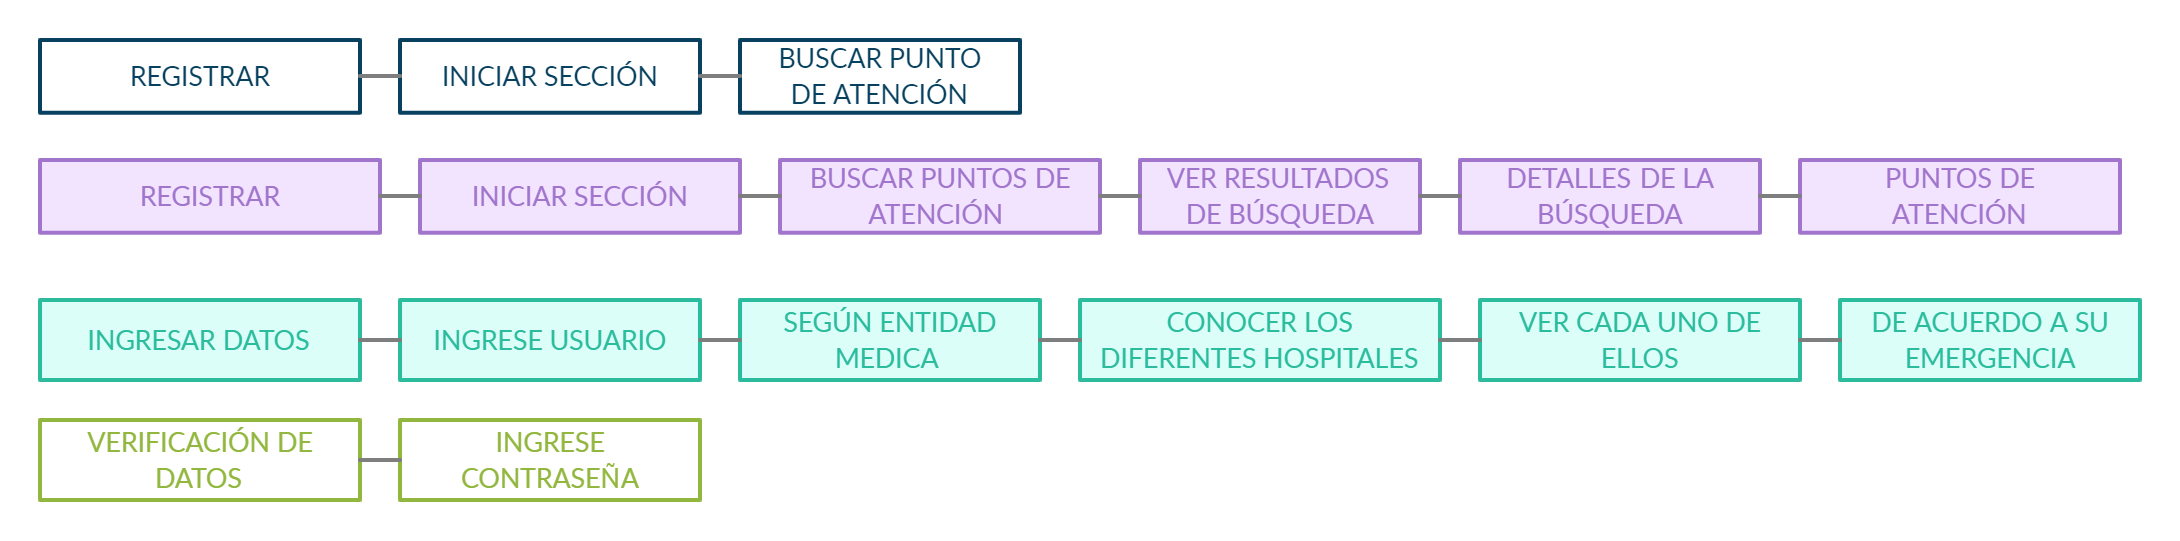 REGISTRAR
INICIAR SECCIÓN
BUSCAR PUNTO
DE ATENCIÓN
REGISTRAR
INICIAR SECCIÓN
BUSCAR PUNTOS DE
ATENCIÓN
VER RESULTADOS
DE BÚSQUEDA
DETALLES DE LA
BÚSQUEDA
PUNTOS DE
ATENCIÓN
INGRESAR DATOS
INGRESE USUARIO
SEGÚN ENTIDAD
MEDICA
CONOCER LOS
DIFERENTES HOSPITALES
VER CADA UNO DE
ELLOS
DE ACUERDO A SU
EMERGENCIA
VERIFICACIÓN DE
DATOS
INGRESE
CONTRASEÑA